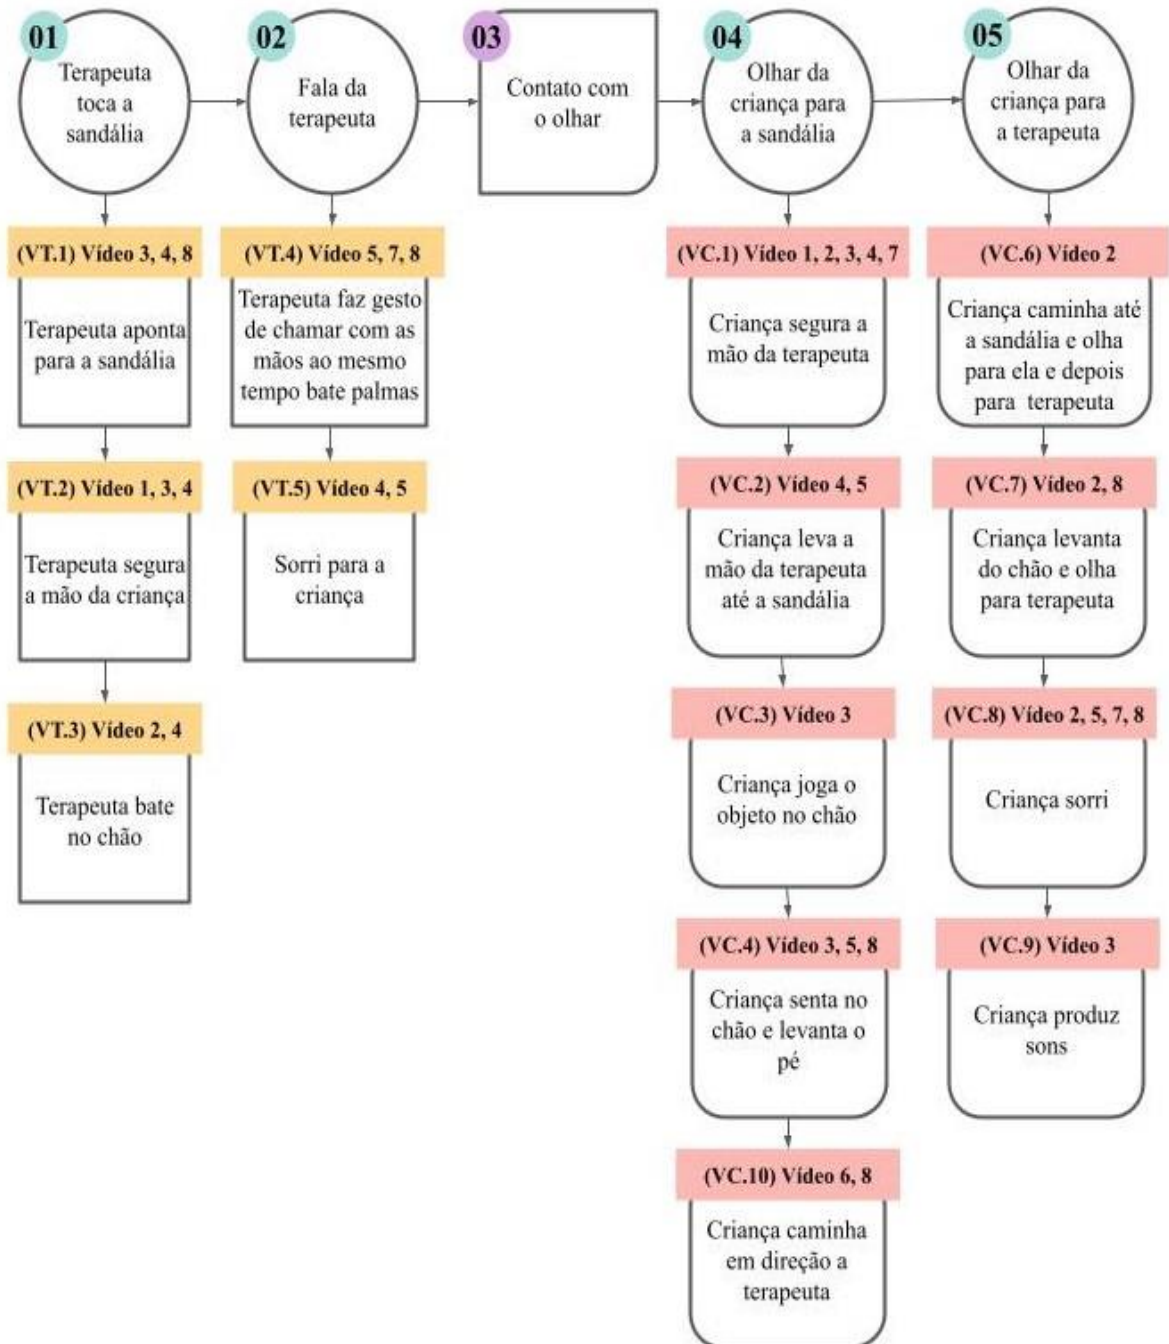 01
Terapeuta
toca a
sandália
02
Fala da
terapeuta
03
Contato com
o olhar
04
Olhar da
criança para
a sandália
05
Olhar da
criança para
a terapeuta
(VT.1) Vídeo 3, 4, 8
Terapeuta aponta
para a sandália
(VT.2) Vídeo 1, 3, 4
Terapeuta segura
a mão da criança
(VT.3) Vídeo 2, 4
Terapeuta bate
no chão
(VT.4) Vídeo 5, 7, 8
Terapeuta faz gesto
de chamar com as
mãos ao mesmo
tempo bate palmas
(VT.5) Vídeo 4, 5
Sorri para a
criança
(VC.1) Vídeo 1, 2, 3, 4, 7
Criança segura a
mão da terapeuta
(VC.2) Vídeo 4, 5
Criança leva a
mão da terapeuta
até a sandália
(VC.3) Vídeo 3
Criança joga o
objeto no chão
(VC.4) Vídeo 3, 5, 8
Criança senta no
chão e levanta o
pé
(VC.10) Vídeo 6, 8
Criança caminha
em direção a
terapeuta
(VC.6) Vídeo 2
Criança caminha até
a sandália e olha
para ela e depois
para terapeuta
(VC.7) Vídeo 2, 8
Criança levanta
do chão e olha
para terapeuta
(VC.8) Vídeo 2, 5, 7, 8
Criança sorri
(VC.9) Vídeo 3
Criança produz
sons